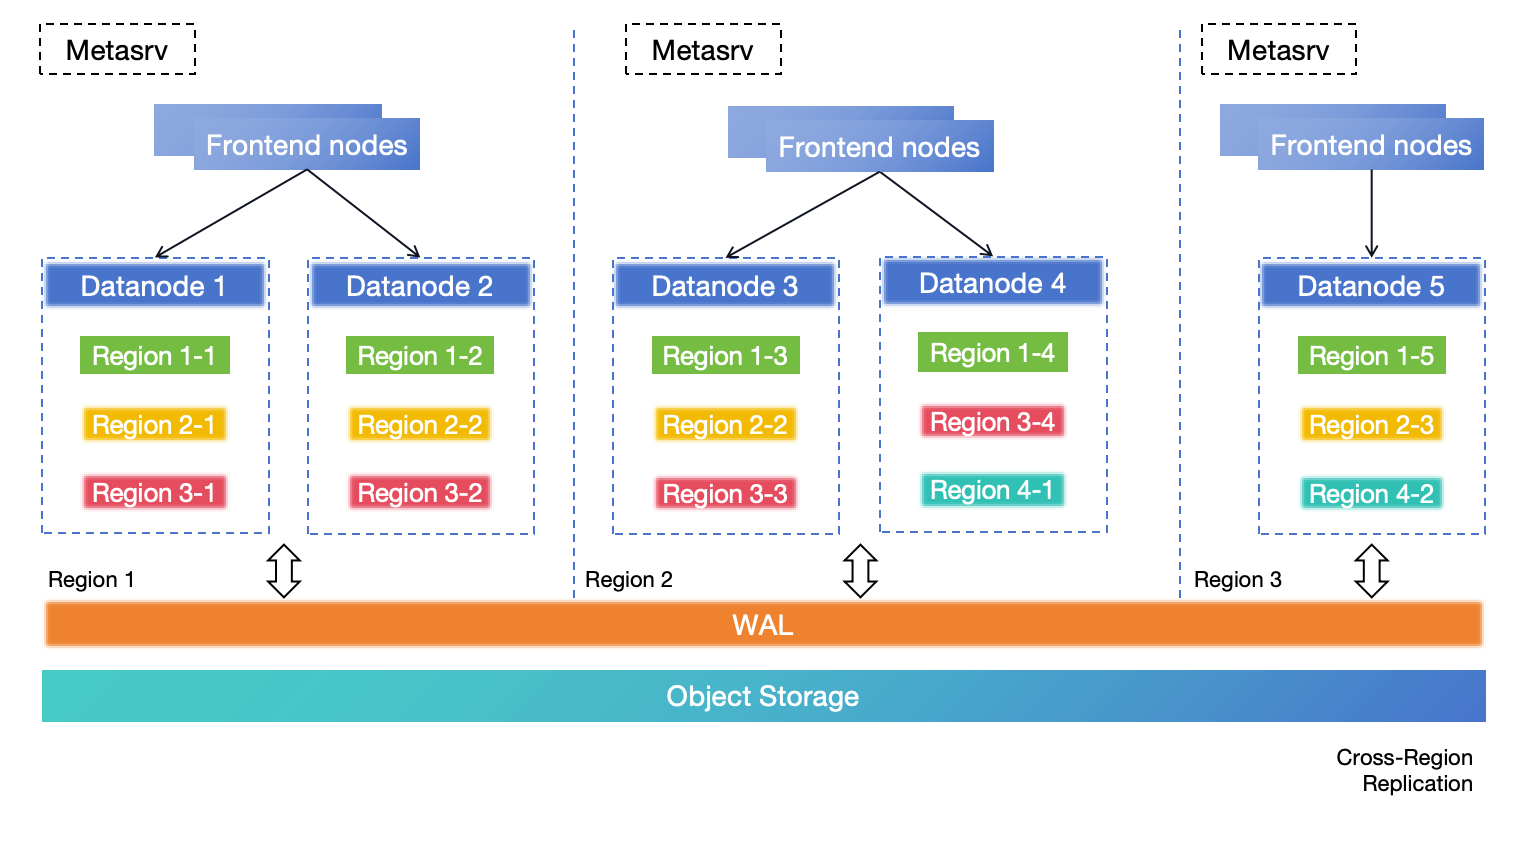 Metasrv
Metasrv
Metasrv
Frontend nodes
Frontend nodes
Frontend nodes
Datanode 1
Region 1-1
Region 2-1
Region 3-1
Datanode 2
Region 1-2
Region 2-2
Region 3-2
Datanode 3
Region 1-3
Region 2-2
Region 3-3
Datanode 4
Region 1-4
Region 3-4
Region 4-1
Datanode 5
Region 1-5
Region 2-3
Region 4-2
Region 1
Region 2
Region 3
WAL
Object Storage
Cross-Region
Replication